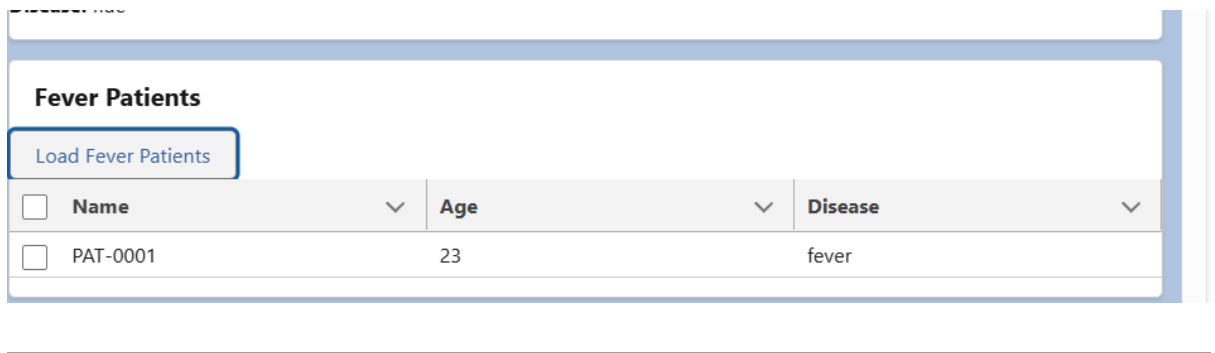 Fever Patients
Load Fever Patients
Name Age Disease
PAT-0001 23 fever